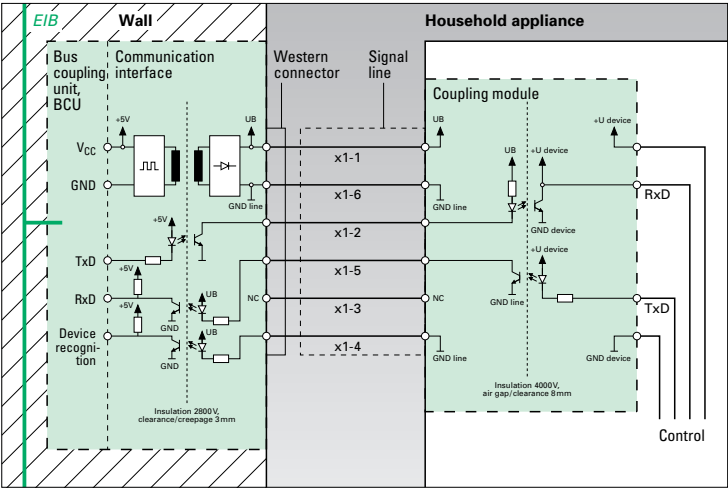 EIB
Wall
Household appliance
Bus
coupling
unit,
BCU
Communication
interface
Western
connector
Signal
line
Coupling module
+5V
UB
UB
UB
+U device
+U device
VCC
x1-1
GND
x1-6
RxD
GND line
GND line
+5V
x1-2
GND device
TxD
x1-5
+U device
+5V
RxD
UB
NC
x1-3
NC
GND line
TxD
+5V
GND
UB
Device
recogni-
tion
x1-4
GND
GND line
GND device
Insulation 2800V,
clearance/creepage 3mm
Insulation 4000V,
air gap/clearance 8mm
Control